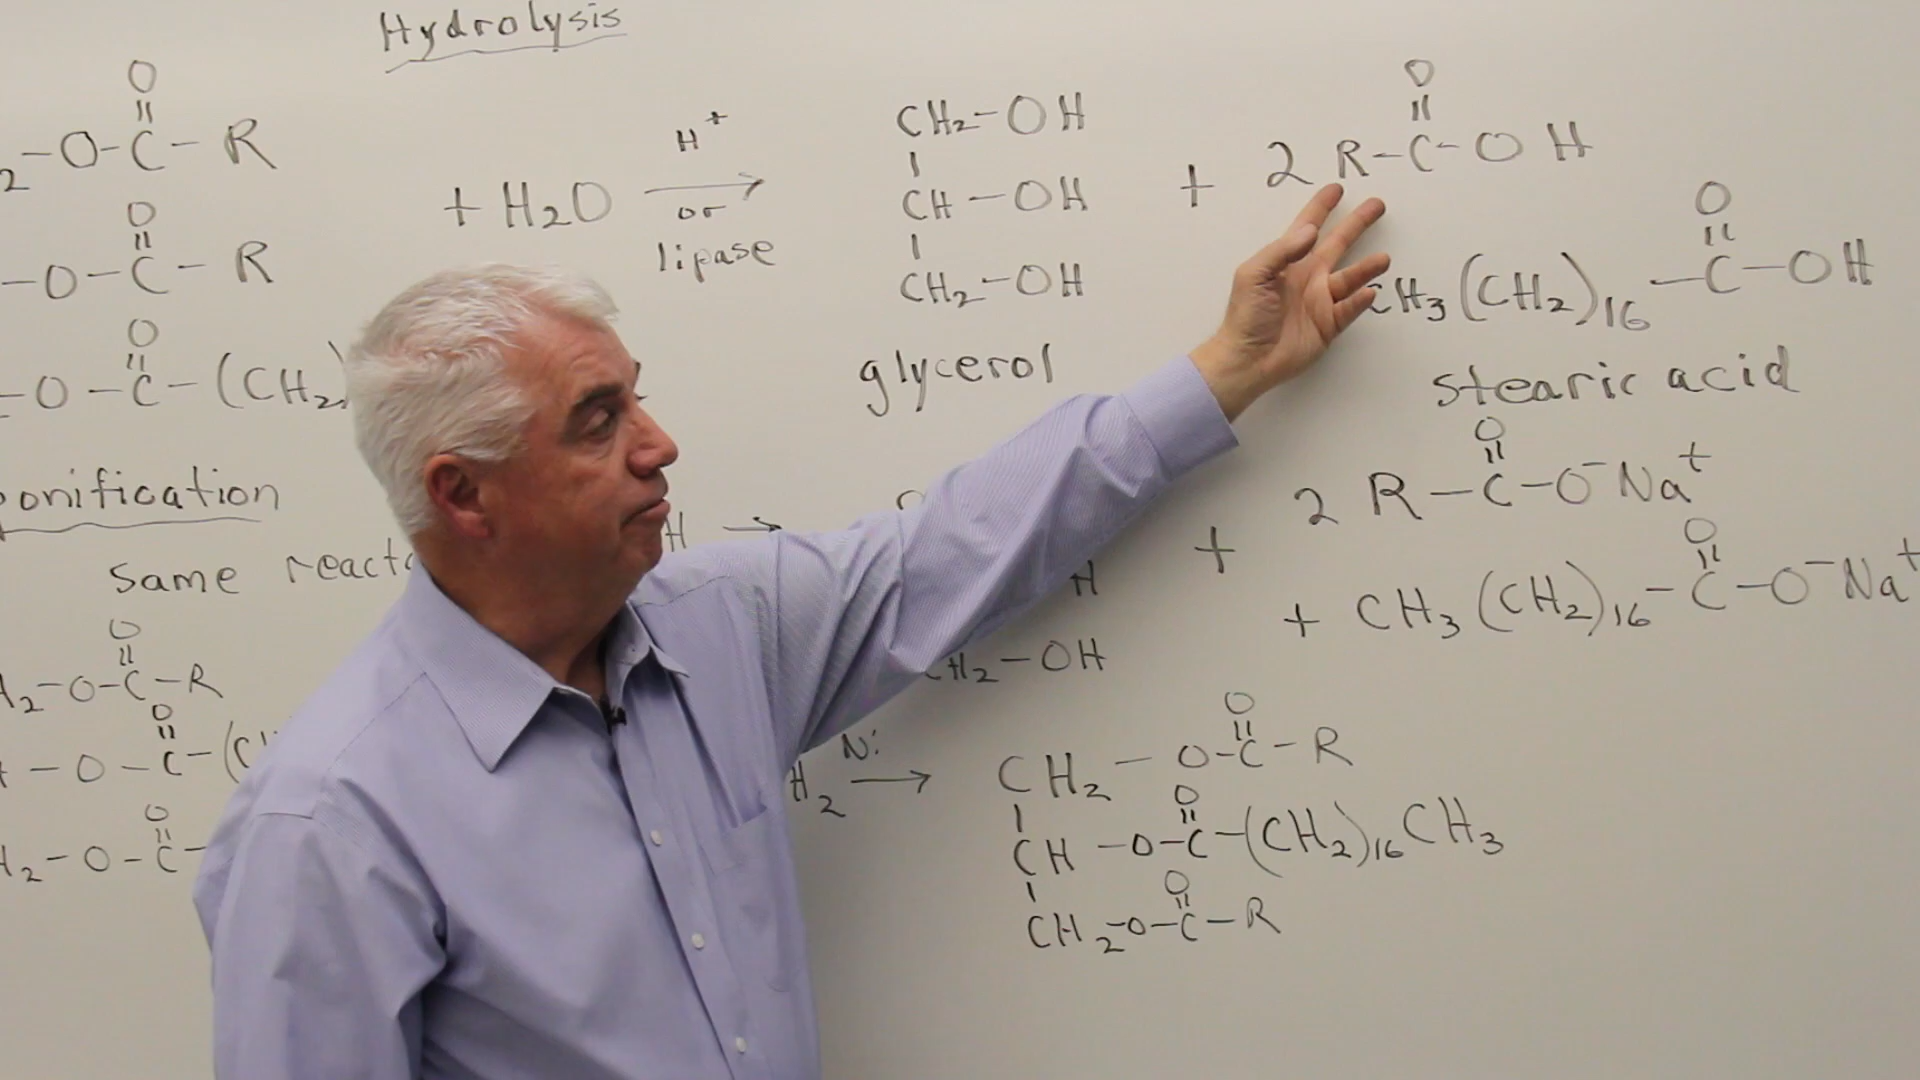 Hydrolysis
O
||
2-O-C-R
O
||
-O-C-R
O
||
-O-C-(CH2)
+ H2O
H+
→
or
lipase
CH2-OH
|
CH-OH
|
CH2-OH
glycerol
+ 2 R-C-OH
O
||
CH3(CH2)16-C-OH
O
||
stearic acid
onification
same reacta
O
||
2-O-C-R
O
||
-O-C-(C
O
||
2-O-C-
H →
H
H2-OH
+ 2 R-C-O-Na+
O
||
+ CH3(CH2)16-C-O-Na+
O
||
H2 Ni →
O
||
CH2-O-C-R
|
O
||
CH-O-C-(CH2)16CH3
|
O
||
CH2-O-C-R